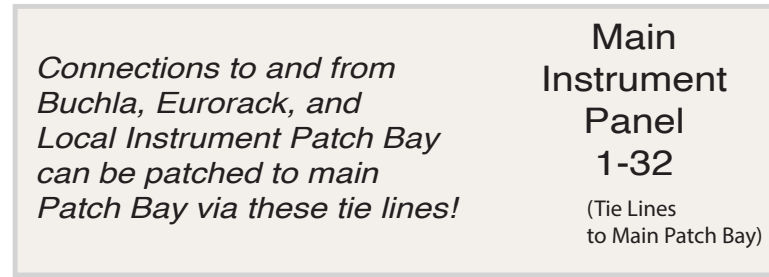 Connections to and from
Buchla, Eurorack, and
Local Instrument Patch Bay
can be patched to main
Patch Bay via these tie lines!
Main
Instrument
Panel
1-32
(Tie Lines
to Main Patch Bay)